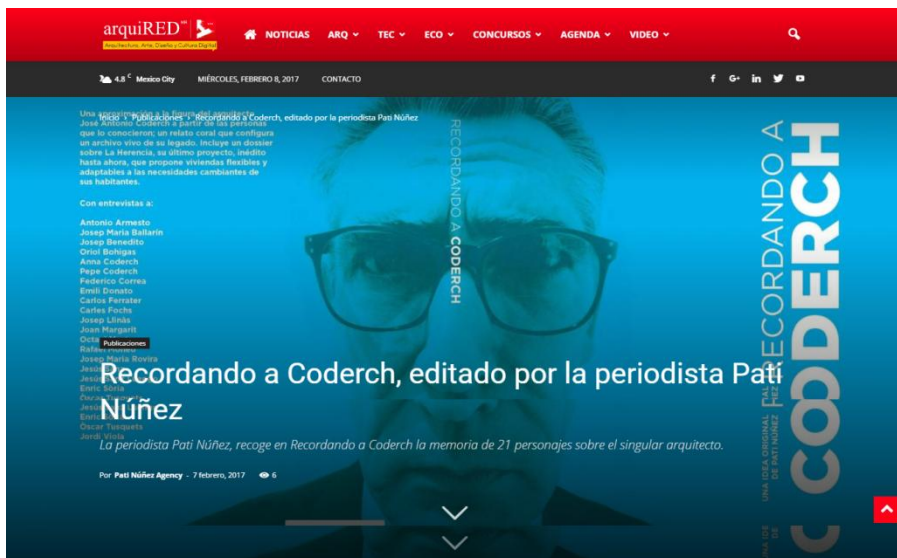 arquiRED
Arquitectura, Arte, Diseño y Cultura Digital
NOTICIAS ARQ TEC ECO CONCURSOS AGENDA VIDEO
4.8 C Mexico City MIÉRCOLES, FEBRERO 8, 2017 CONTACTO
Inicio Publicaciones Recordando a Coderch, editado por la periodista Pati Núñez
Una aproximación a la figura del arquitecto
José Antonio Coderch a partir de las personas
que lo conocieron; un relato coral que configura
un archivo vivo de su legado. Incluye un dossier
sobre La Herencia, su último proyecto, inédito
hasta ahora, que propone viviendas flexibles y
adaptables a las necesidades cambiantes de
sus habitantes.
Con entrevistas a:
Antonio Armesto
Josep Maria Ballarín
Josep Benedito
Oriol Bohigas
Anna Coderch
Pepe Coderch
Federico Correa
Emili Donato
Carlos Ferrater
Carles Fochs
Josep Llinàs
Joan Margarit
Rafael Moneo
Josep Maria Rovira
Enric Sòria
Òscar Tusquets
Jordi Viola
RECORDANDO A CODERCH
RECORDANDO A
CODERCH
UNA IDEA ORIGINAL
DE PATI NÚÑEZ
Publicaciones
Recordando a Coderch, editado por la periodista Pati
Núñez
La periodista Pati Núñez, recoge en Recordando a Coderch la memoria de 21 personajes sobre el singular arquitecto.
Por Pati Núñez Agency - 7 febrero, 2017 6
UNA IDE
DE
C